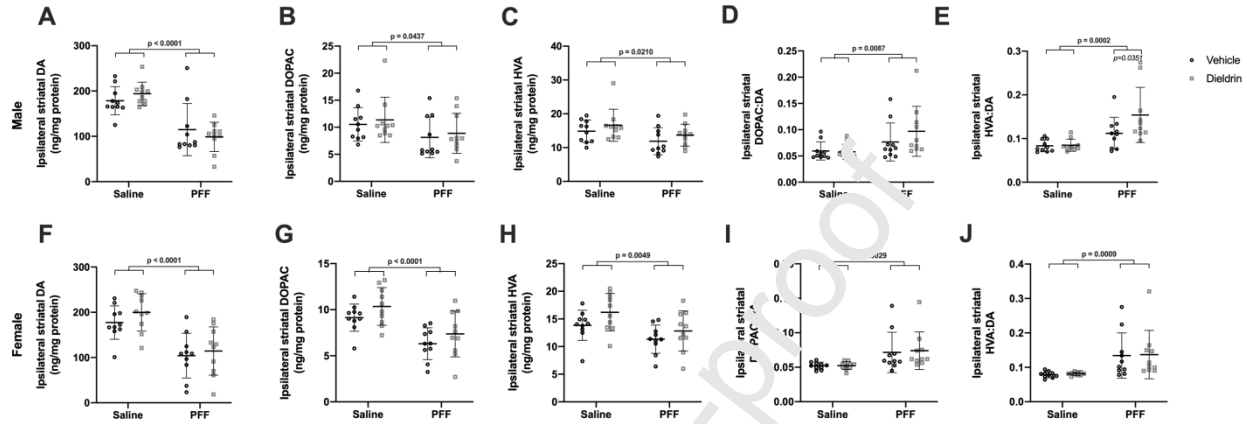 A
B
C
D
E
Male
Ipsilateral striatal DA
(ng/mg protein)
300
200
100
0
p < 0.0001
Saline
PFF
Ipsilateral striatal DOPAC
(ng/mg protein)
25
20
15
10
5
0
p = 0.0437
Saline
PFF
Ipsilateral striatal HVA
(ng/mg protein)
40
30
20
10
0
p = 0.0210
Saline
PFF
Ipsilateral striatal
DOPAC:DA
0.25
0.20
0.15
0.10
0.05
0.00
p = 0.0087
Saline
PFF
Ipsilateral striatal
HVA:DA
0.3
0.2
0.1
0.0
p = 0.0002
p=0.0351
Saline
PFF
Vehicle
Dieldrin
F
G
H
I
J
Female
Ipsilateral striatal DA
(ng/mg protein)
300
200
100
0
p < 0.0001
Saline
PFF
Ipsilateral striatal DOPAC
(ng/mg protein)
15
10
5
0
p < 0.0001
Saline
PFF
Ipsilateral striatal HVA
(ng/mg protein)
25
20
15
10
5
0
p = 0.0049
Saline
PFF
Ipsilateral striatal
0.05
0.00
Saline
PFF
Ipsilateral striatal
HVA:DA
0.4
0.3
0.2
0.1
0.0
p = 0.0009
Saline
PFF